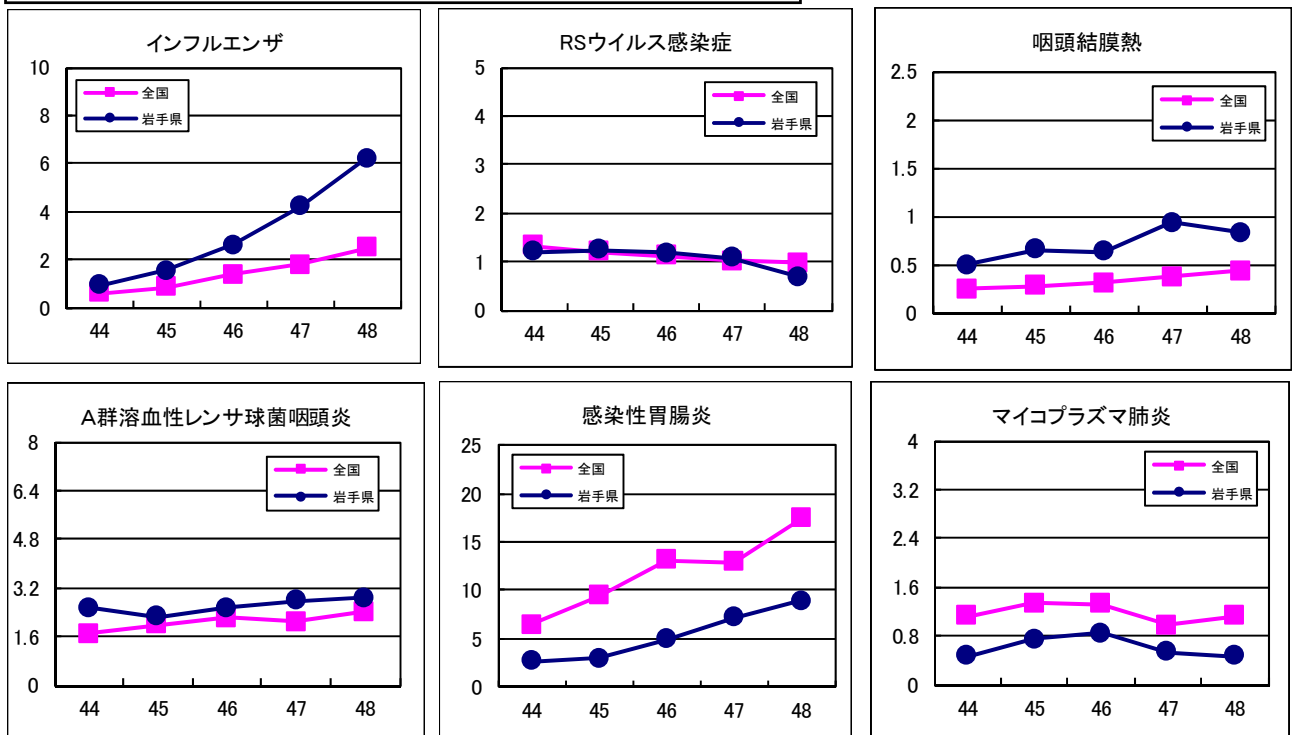 インフルエンザ
10
8
6
4
2
0
全国
岩手県
44 45 46 47 48
RSウイルス感染症
5
4
3
2
1
0
全国
岩手県
44 45 46 47 48
咽頭結膜熱
2.5
2
1.5
1
0.5
0
全国
岩手県
44 45 46 47 48
A群溶血性レンサ球菌咽頭炎
8
6.4
4.8
3.2
1.6
0
全国
岩手県
44 45 46 47 48
感染性胃腸炎
25
20
15
10
5
0
全国
岩手県
44 45 46 47 48
マイコプラズマ肺炎
4
3.2
2.4
1.6
0.8
0
全国
岩手県
44 45 46 47 48